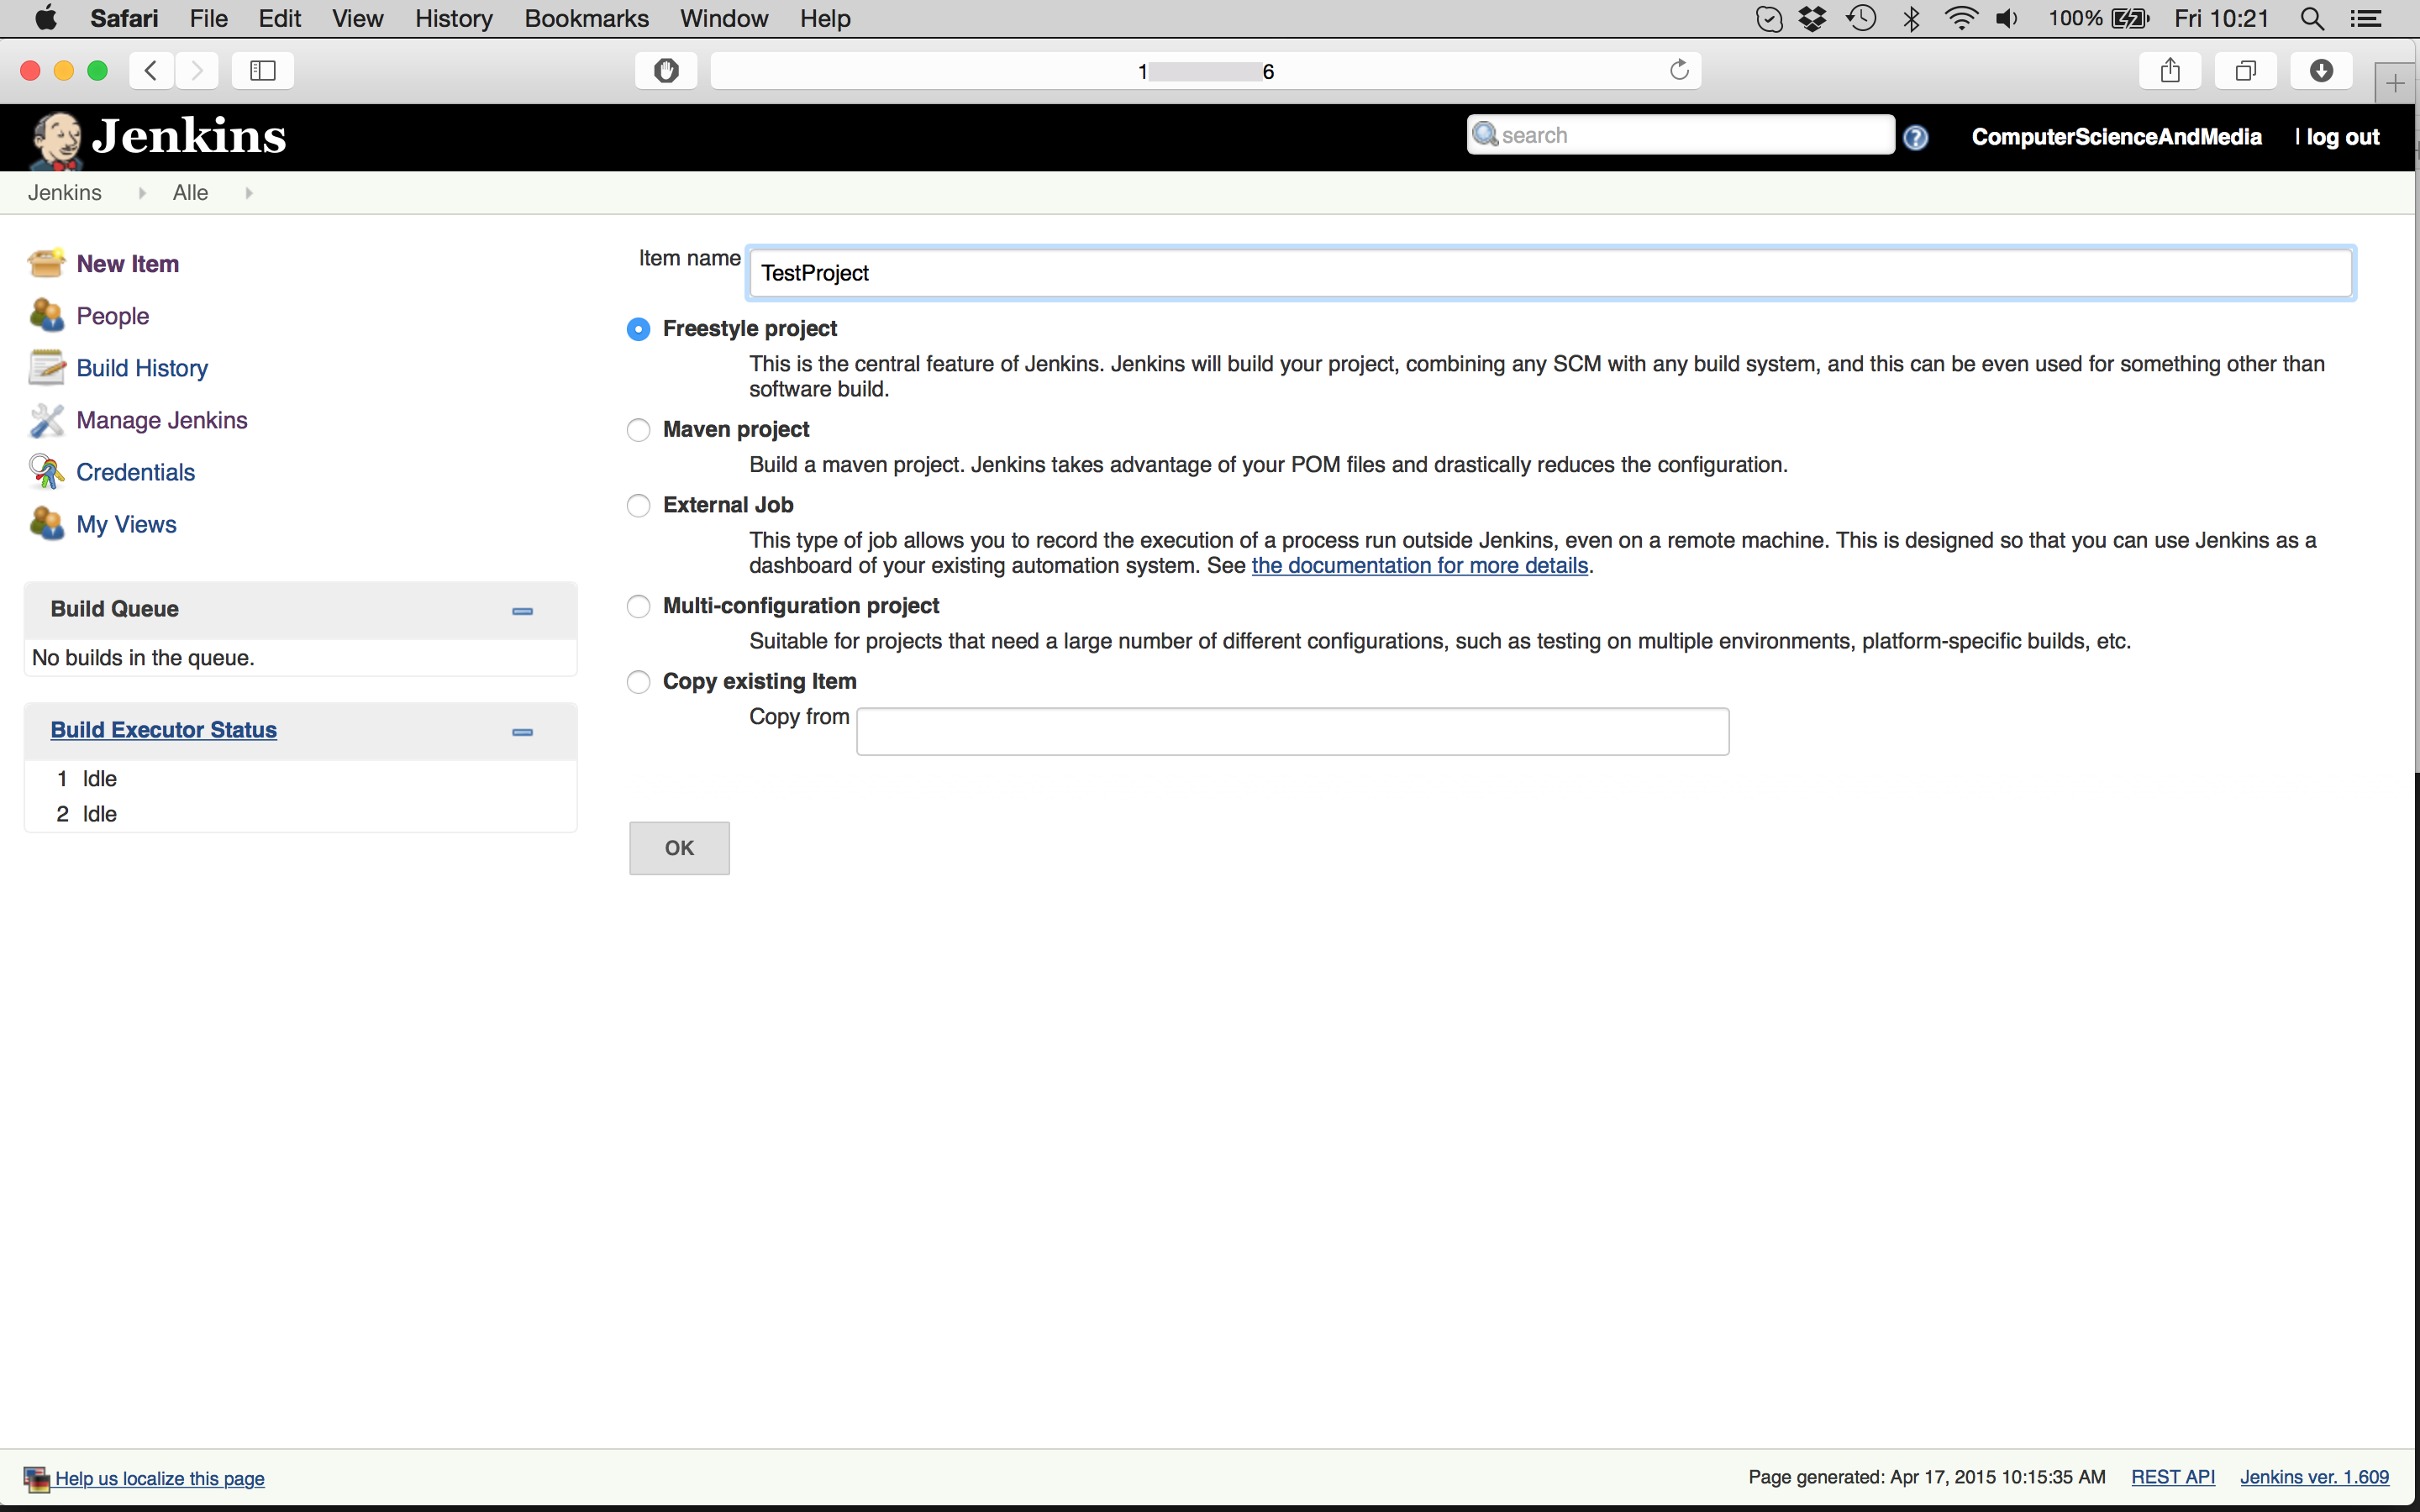 Safari File Edit View History Bookmarks Window Help 100% Fri 10:21
1 6
Jenkins
search
ComputerScienceAndMedia | log out
Jenkins Alle
New Item
People
Build History
Manage Jenkins
Credentials
My Views
Build Queue
No builds in the queue.
Build Executor Status
1 Idle
2 Idle
Item name TestProject
Freestyle project
This is the central feature of Jenkins. Jenkins will build your project, combining any SCM with any build system, and this can be even used for something other than
software build.
Maven project
Build a maven project. Jenkins takes advantage of your POM files and drastically reduces the configuration.
External Job
This type of job allows you to record the execution of a process run outside Jenkins, even on a remote machine. This is designed so that you can use Jenkins as a
dashboard of your existing automation system. See the documentation for more details.
Multi-configuration project
Suitable for projects that need a large number of different configurations, such as testing on multiple environments, platform-specific builds, etc.
Copy existing Item
Copy from
OK
Help us localize this page
Page generated: Apr 17, 2015 10:15:35 AM REST API Jenkins ver. 1.609